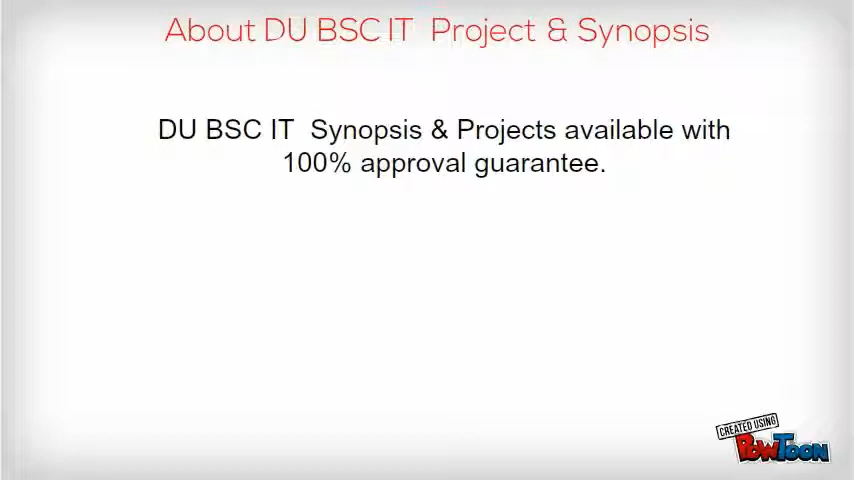 About DU BSC IT Project & Synopsis
DU BSC IT Synopsis & Projects available with
100% approval guarantee.
CREATED USING
POWTOON